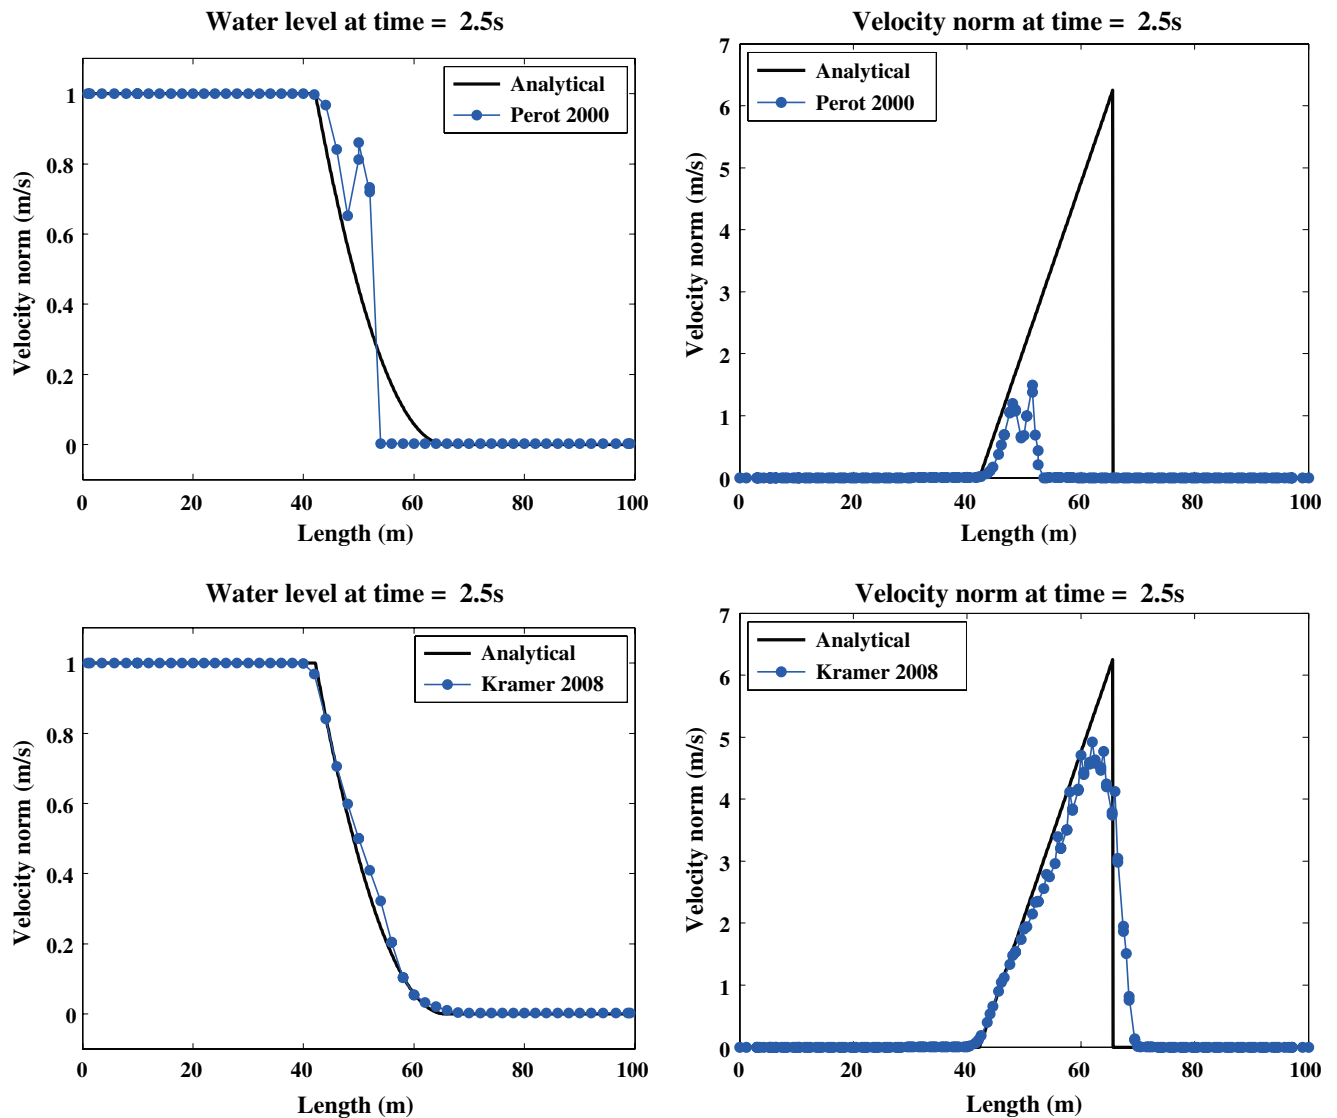 Water level at time =  2.5s
Velocity norm (m/s)
1
0.8
0.6
0.4
0.2
0
0 20 40 60 80 100
Length (m)
Analytical
Perot 2000
Velocity norm at time =  2.5s
Velocity norm (m/s)
7
6
5
4
3
2
1
0
0 20 40 60 80 100
Length (m)
Analytical
Perot 2000
Water level at time =  2.5s
Velocity norm (m/s)
1
0.8
0.6
0.4
0.2
0
0 20 40 60 80 100
Length (m)
Analytical
Kramer 2008
Velocity norm at time =  2.5s
Velocity norm (m/s)
7
6
5
4
3
2
1
0
0 20 40 60 80 100
Length (m)
Analytical
Kramer 2008